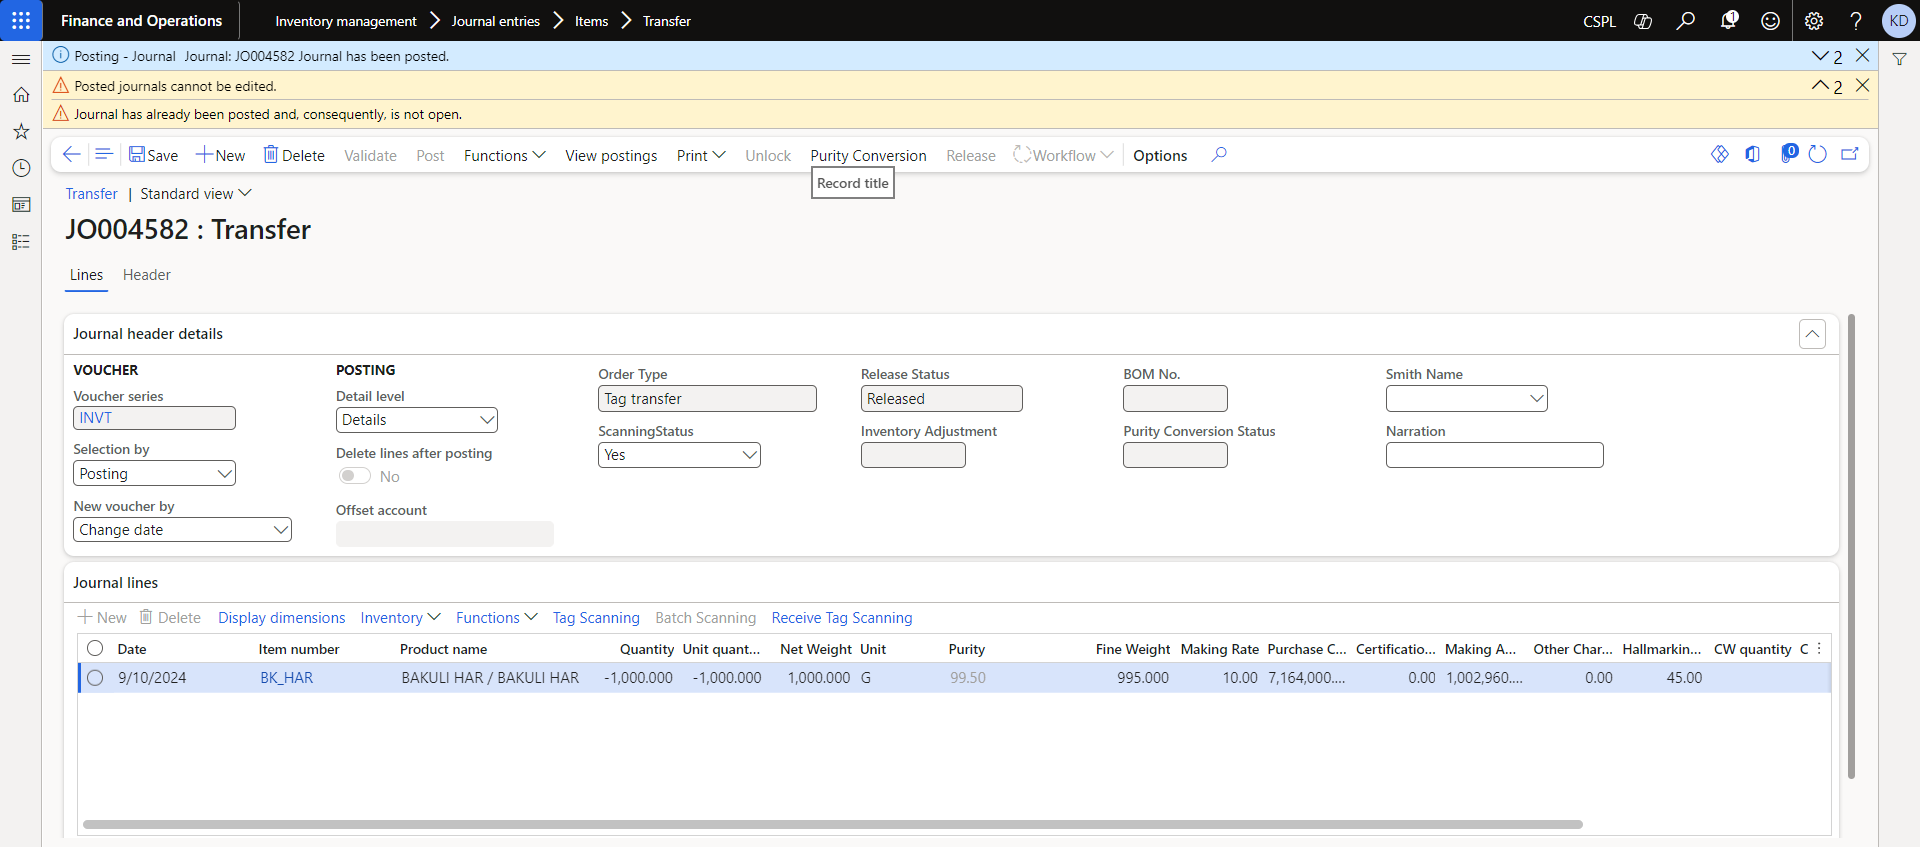 Finance and Operations
Inventory management > Journal entries > Items > Transfer
CSPL
1
KD
Posting - Journal Journal: JO004582 Journal has been posted.
2
Posted journals cannot be edited.
2
Journal has already been posted and, consequently, is not open.
Save New Delete Validate Post Functions View postings Print Unlock Purity Conversion Release Workflow Options
0
Record title
Transfer | Standard view
JO004582 : Transfer
Lines Header
Journal header details
VOUCHER
Voucher series
INVT
Selection by
Posting
New voucher by
Change date
POSTING
Detail level
Details
Delete lines after posting
No
Offset account
Order Type
Tag transfer
ScanningStatus
Yes
Release Status
Released
Inventory Adjustment
BOM No.
Purity Conversion Status
Smith Name
Narration
Journal lines
New Delete Display dimensions Inventory Functions Tag Scanning Batch Scanning Receive Tag Scanning
Date Item number Product name Quantity Unit quant... Net Weight Unit Purity Fine Weight Making Rate Purchase C... Certificatio... Making A... Other Char... Hallmarkin... CW quantity C
9/10/2024 BK_HAR BAKULI HAR / BAKULI HAR -1,000.000 -1,000.000 1,000.000 G 99.50 995.000 10.00 7,164,000.... 0.00 1,002,960.... 0.00 45.00